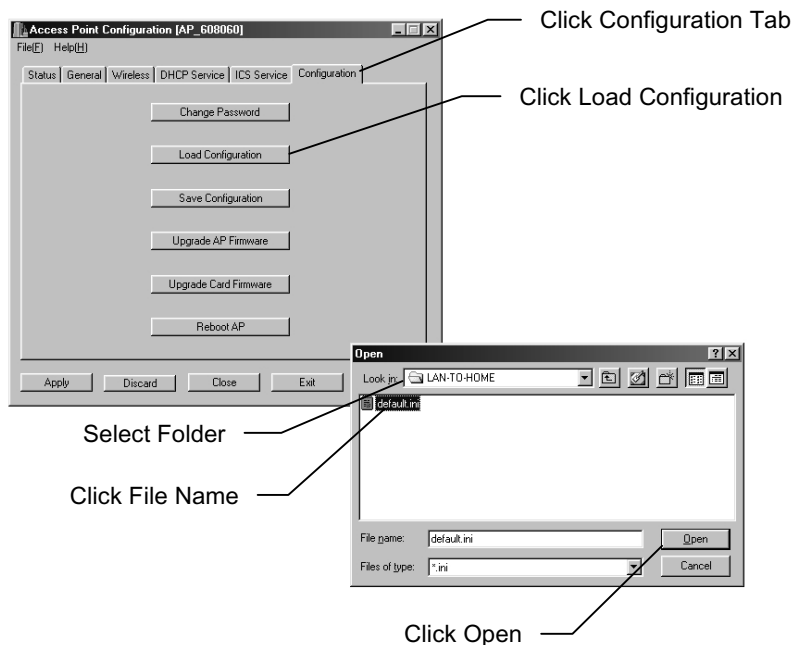 Access Point Configuration [AP_608060]
File(F) Help(H)
Status General Wireless DHCP Service ICS Service Configuration
Change Password
Load Configuration
Save Configuration
Upgrade AP Firmware
Upgrade Card Firmware
Reboot AP
Apply Discard Close Exit
Click Configuration Tab
Click Load Configuration
Open
Look in: LAN-TO-HOME
default.ini
File name: default.ini Open
Files of type: *.ini Cancel
Select Folder
Click File Name
Click Open